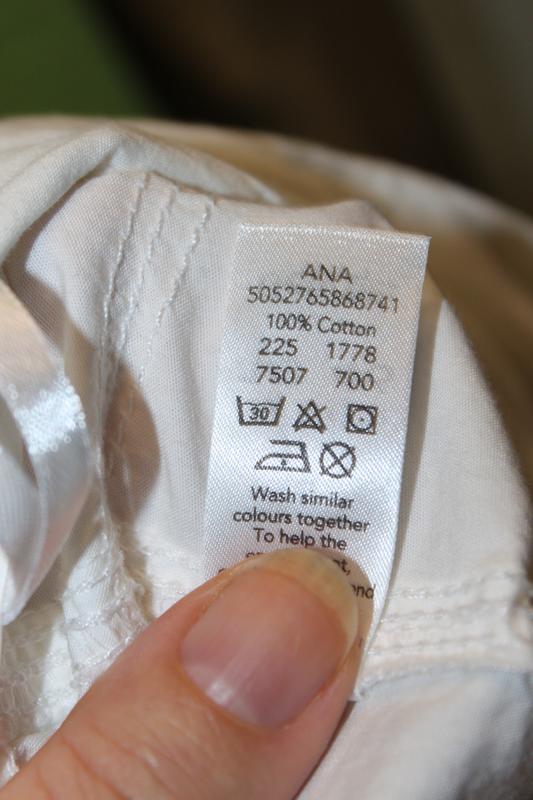 ANA
5052765868741
100% Cotton
225 1778
7507 700
30
Wash similar
colours together
To help the